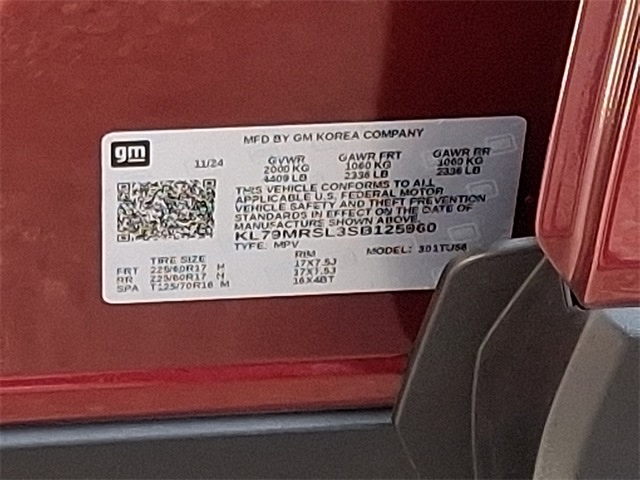 gm
MFD BY GM KOREA COMPANY
11/24 GVWR GAWR FRT GAWR RR
2000 KG 1060 KG 1060 KG
4409 LB 2336 LB 2336 LB
THIS VEHICLE CONFORMS TO ALL
APPLICABLE U.S. FEDERAL MOTOR
VEHICLE SAFETY AND THEFT PREVENTION
STANDARDS IN EFFECT ON THE DATE OF
MANUFACTURE SHOWN ABOVE.
KL79MRSL3SB125960
TYPE: MPV MODEL: 301TU56
TIRE SIZE RIM
FRT 225/60R17 H 17X7.5J
RR 225/60R17 H 17X7.5J
SPA T125/70R16 M 16X4BT